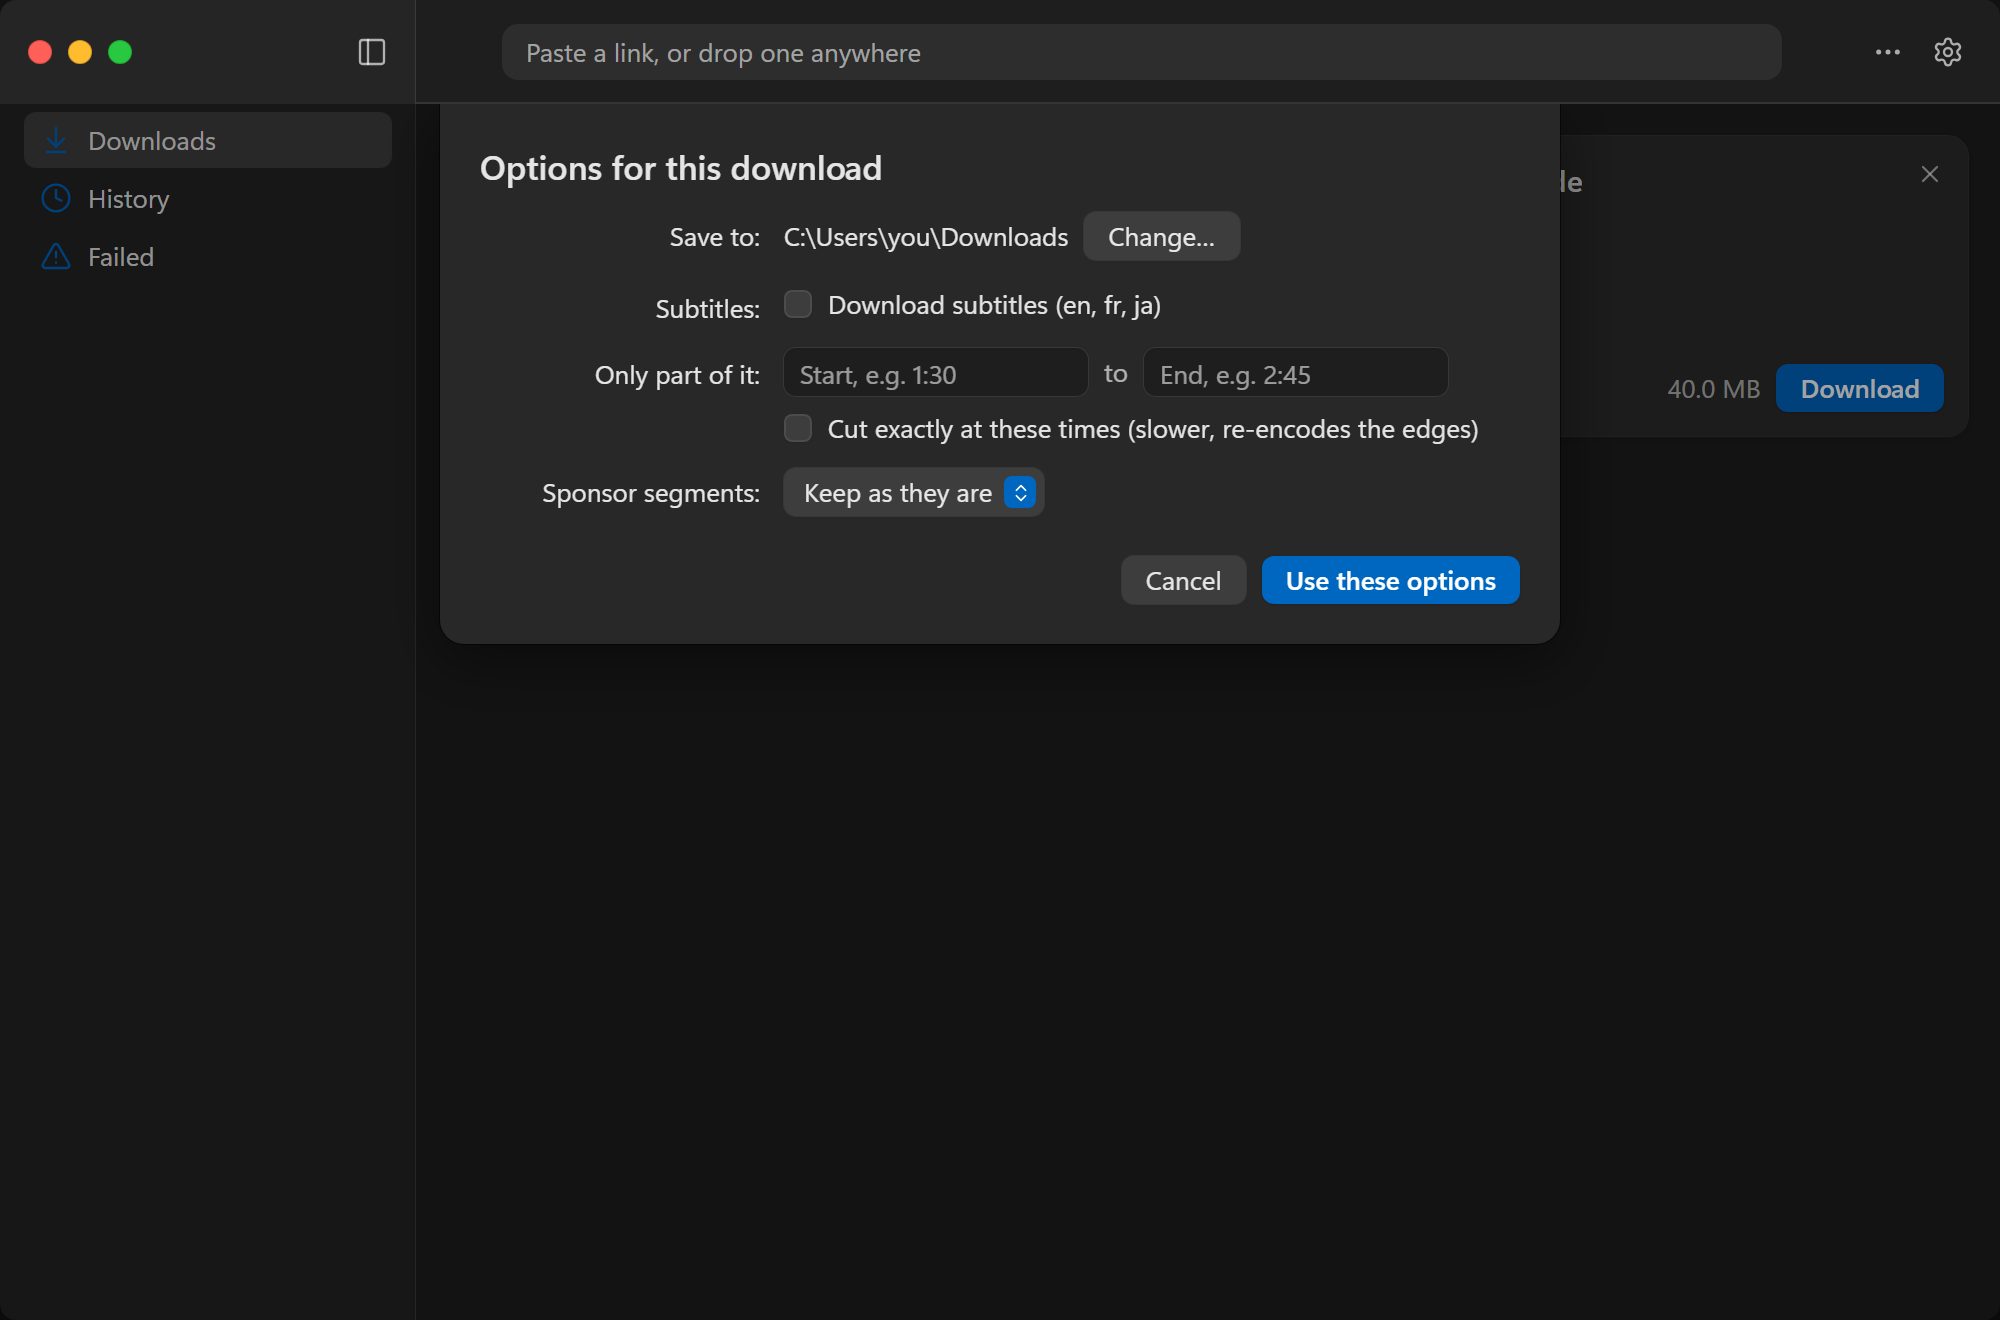 Paste a link, or drop one anywhere
Downloads
History
Failed
Options for this download
Save to: C:\Users\you\Downloads Change...
Subtitles: Download subtitles (en, fr, ja)
Only part of it: Start, e.g. 1:30 to End, e.g. 2:45
Cut exactly at these times (slower, re-encodes the edges)
Sponsor segments: Keep as they are
Cancel Use these options
40.0 MB Download